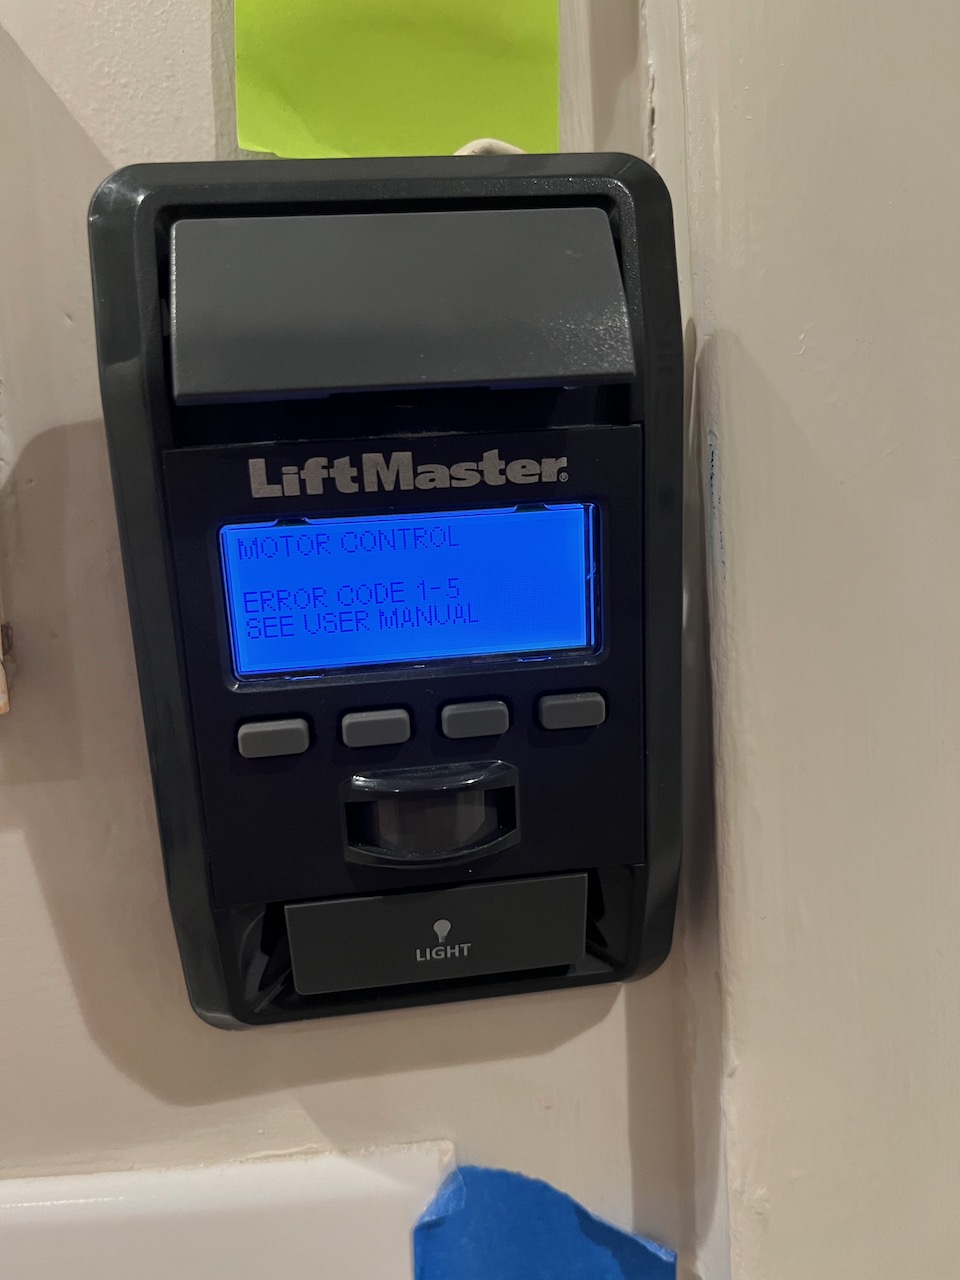 LiftMaster®
MOTOR CONTROL
ERROR CODE 1-5
SEE USER MANUAL
LIGHT